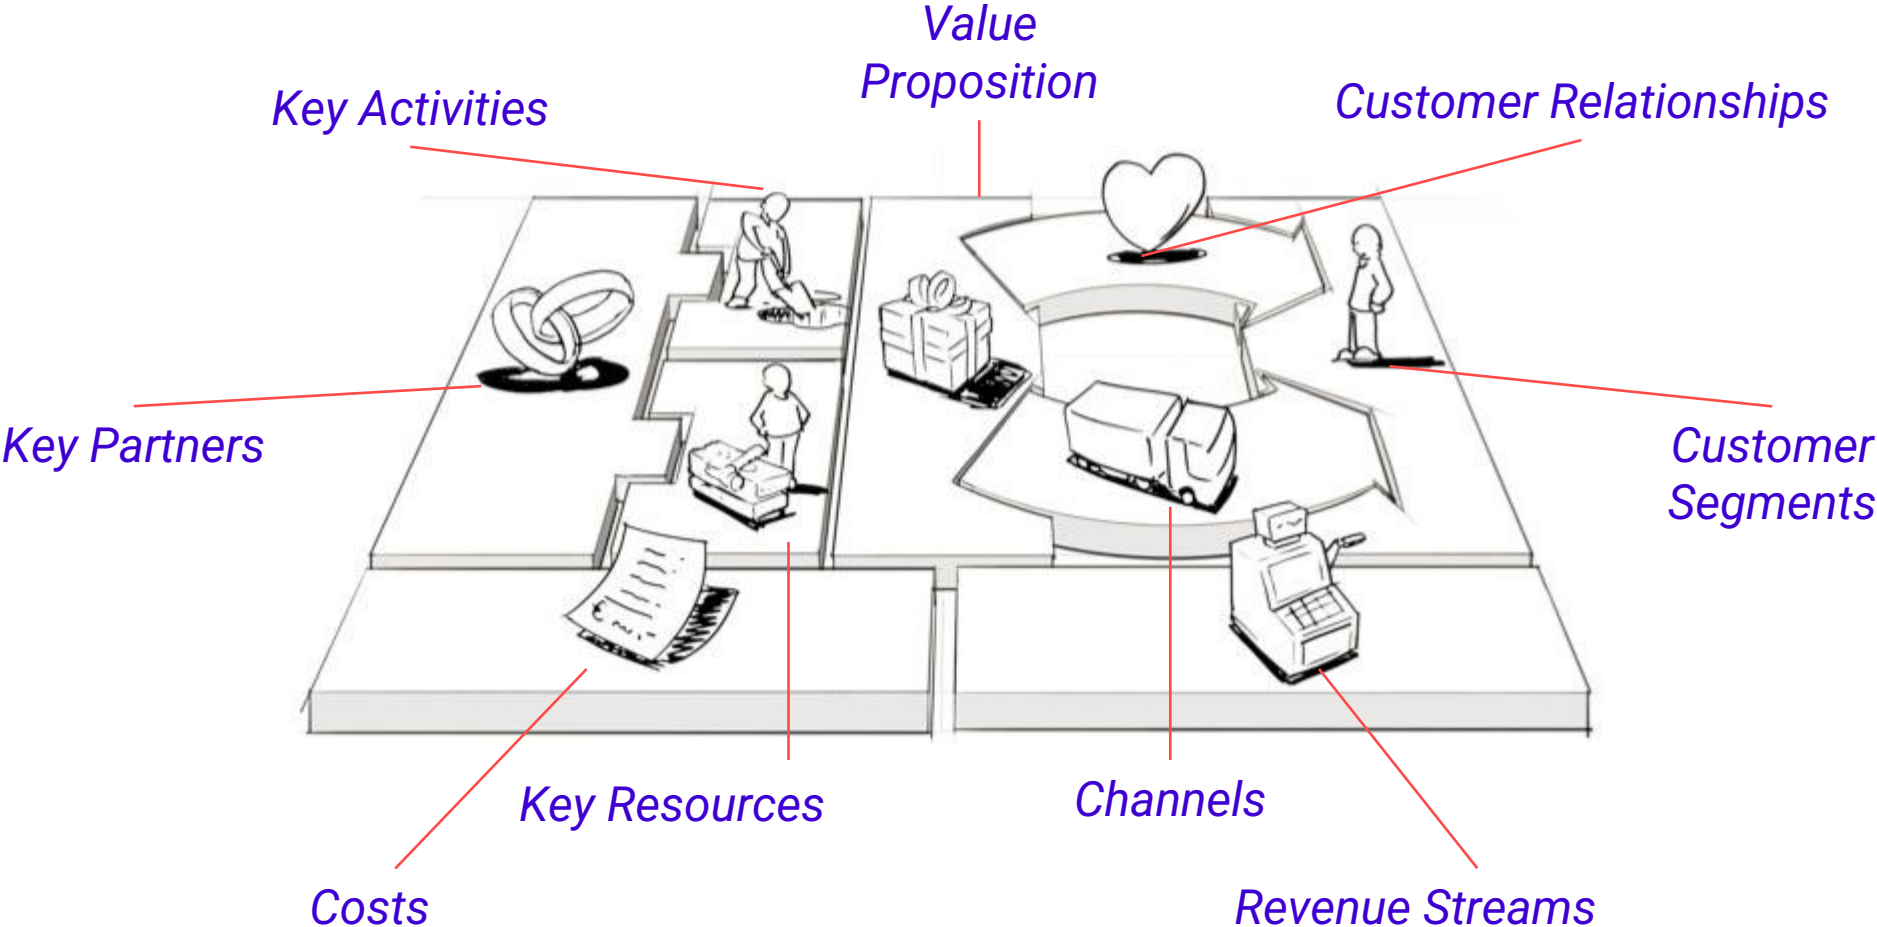 Value
Proposition
Key Activities
Customer Relationships
Key Partners
Customer
Segments
Key Resources
Channels
Costs
Revenue Streams